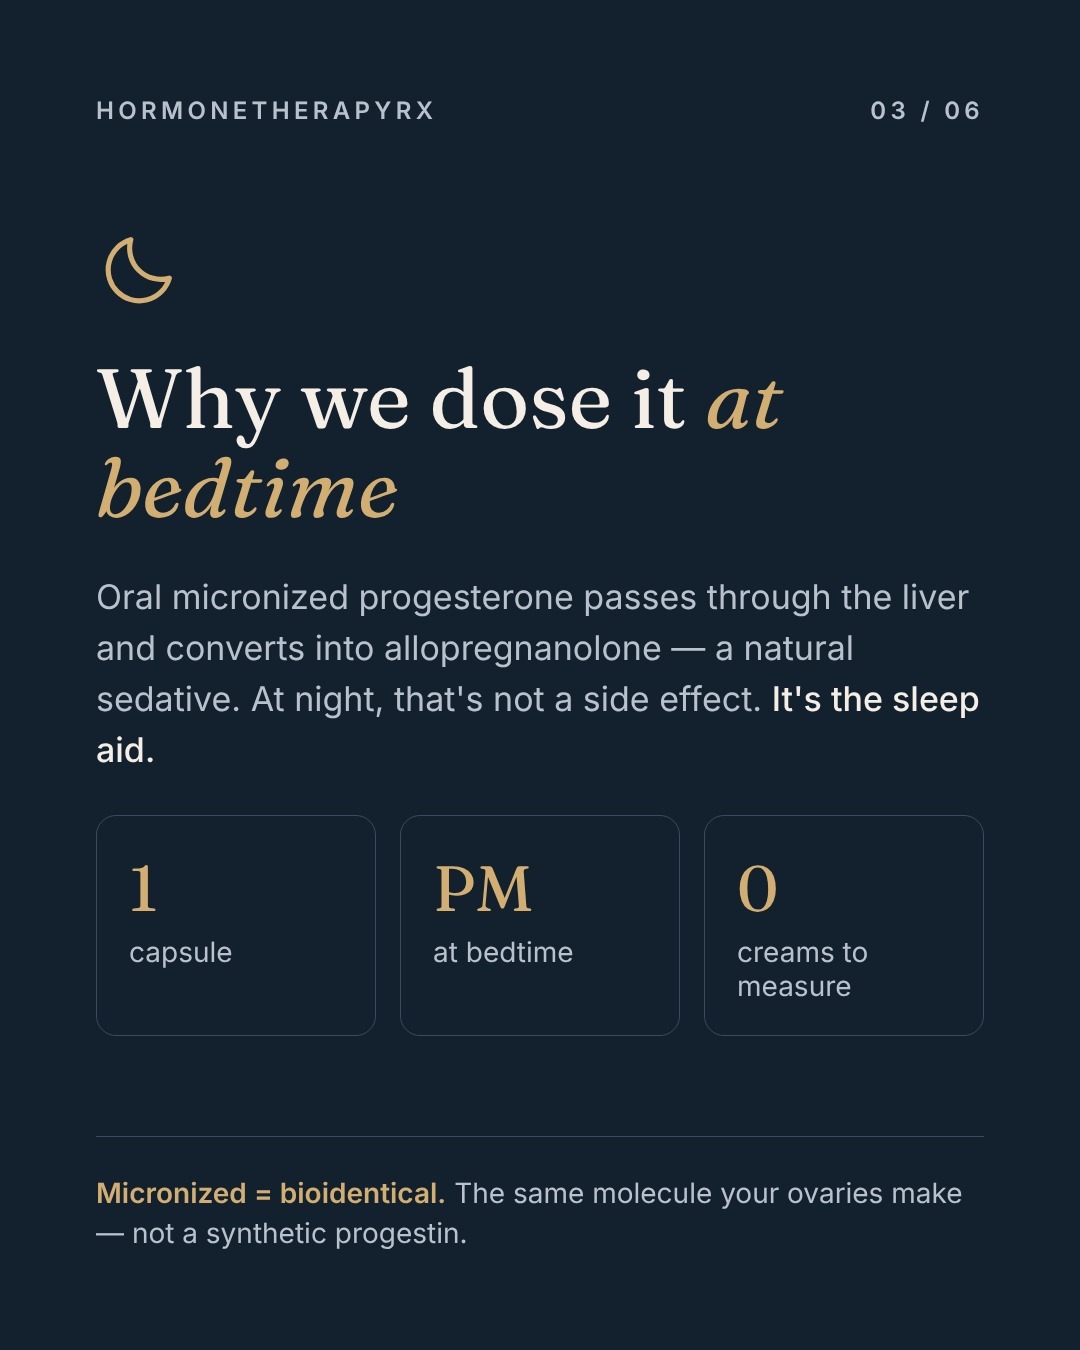 HORMONETHERAPYRX
03 / 06
Why we dose it at
bedtime
Oral micronized progesterone passes through the liver
and converts into allopregnanolone — a natural
sedative. At night, that's not a side effect. It's the sleep
aid.
1
capsule
PM
at bedtime
0
creams to
measure
Micronized = bioidentical. The same molecule your ovaries make
— not a synthetic progestin.